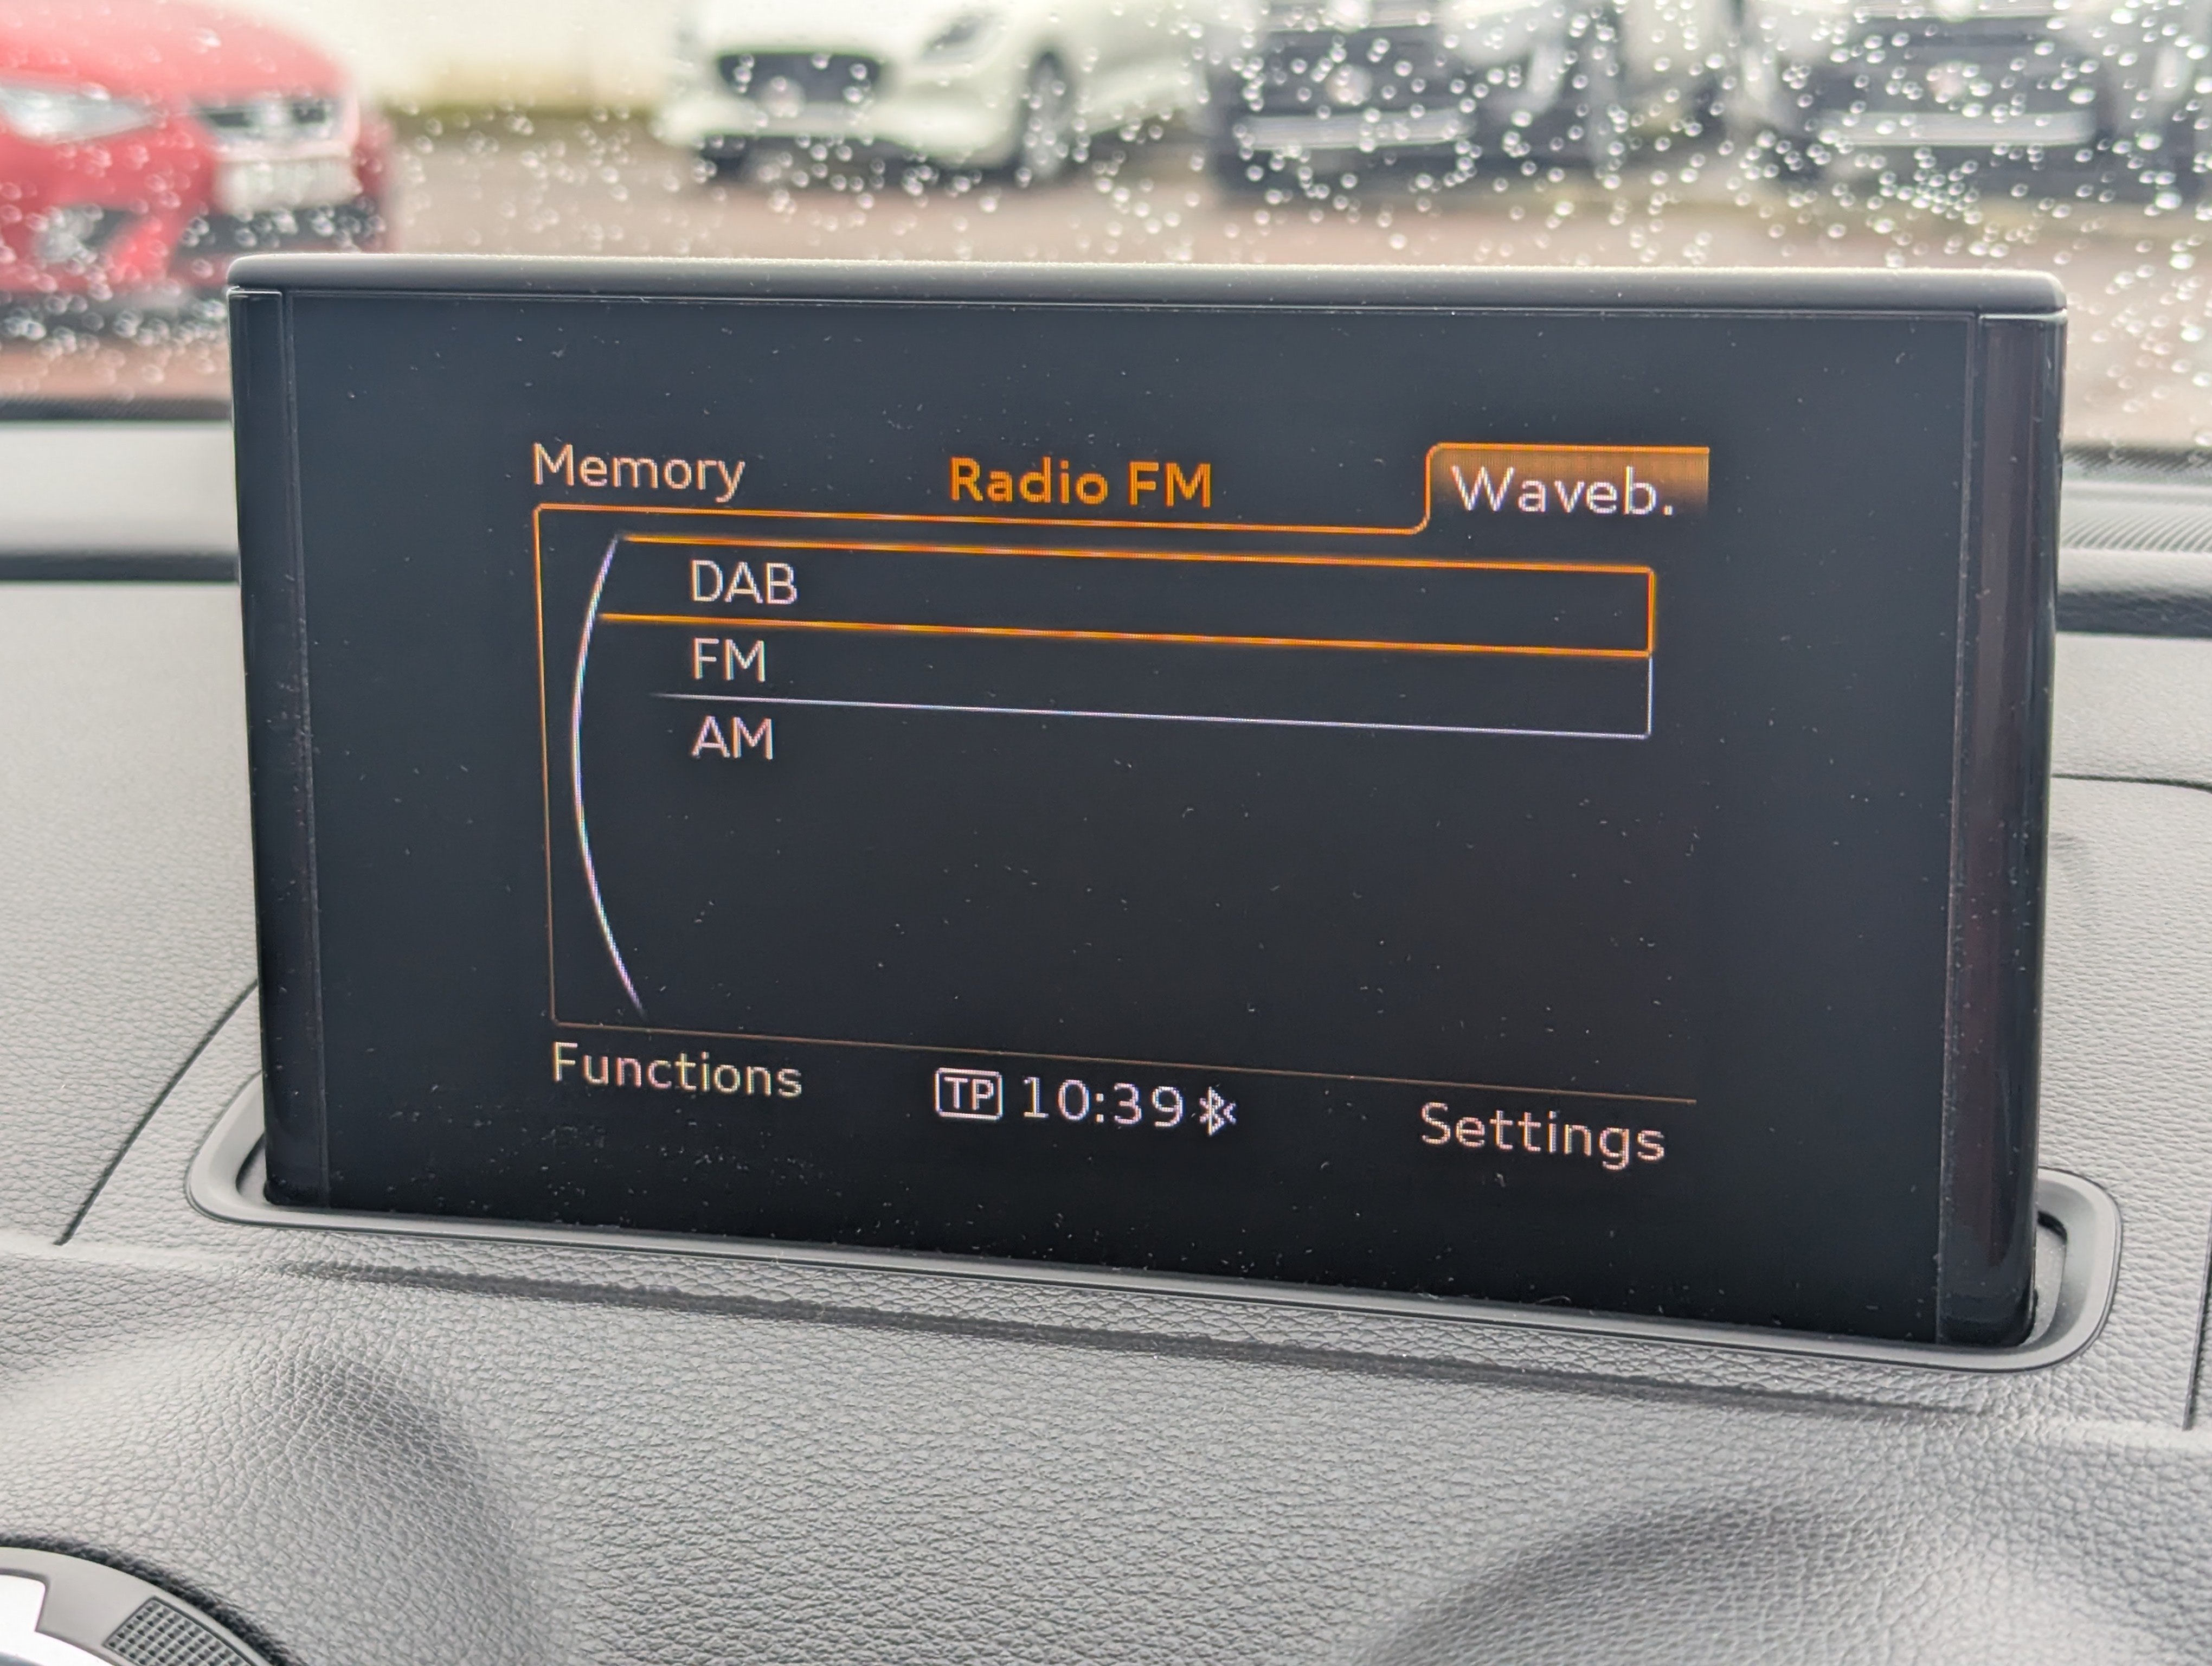 Memory Radio FM Waveb.
DAB
FM
AM
Functions TP 10:39 Settings